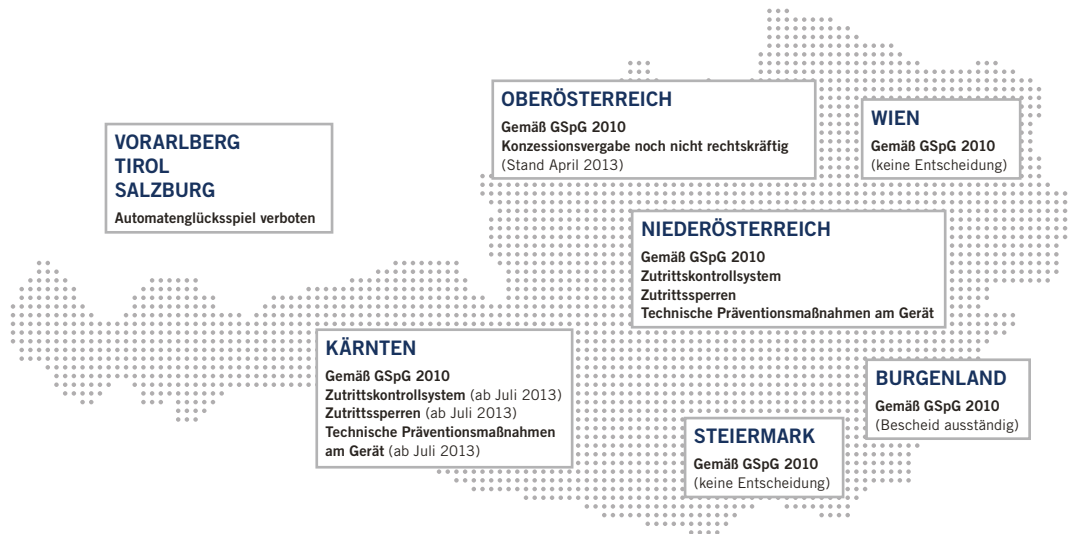 VORARLBERG
TIROL
SALZBURG
Automatenglücksspiel verboten
OBERÖSTERREICH
Gemäß GSpG 2010
Konzessionsvergabe noch nicht rechtskräftig
(Stand April 2013)
WIEN
Gemäß GSpG 2010
(keine Entscheidung)
NIEDERÖSTERREICH
Gemäß GSpG 2010
Zutrittskontrollsystem
Zutrittssperren
Technische Präventionsmaßnahmen am Gerät
KÄRNTEN
Gemäß GSpG 2010
Zutrittskontrollsystem (ab Juli 2013)
Zutrittssperren (ab Juli 2013)
Technische Präventionsmaßnahmen
am Gerät (ab Juli 2013)
BURGENLAND
Gemäß GSpG 2010
(Bescheid ausständig)
STEIERMARK
Gemäß GSpG 2010
(keine Entscheidung)